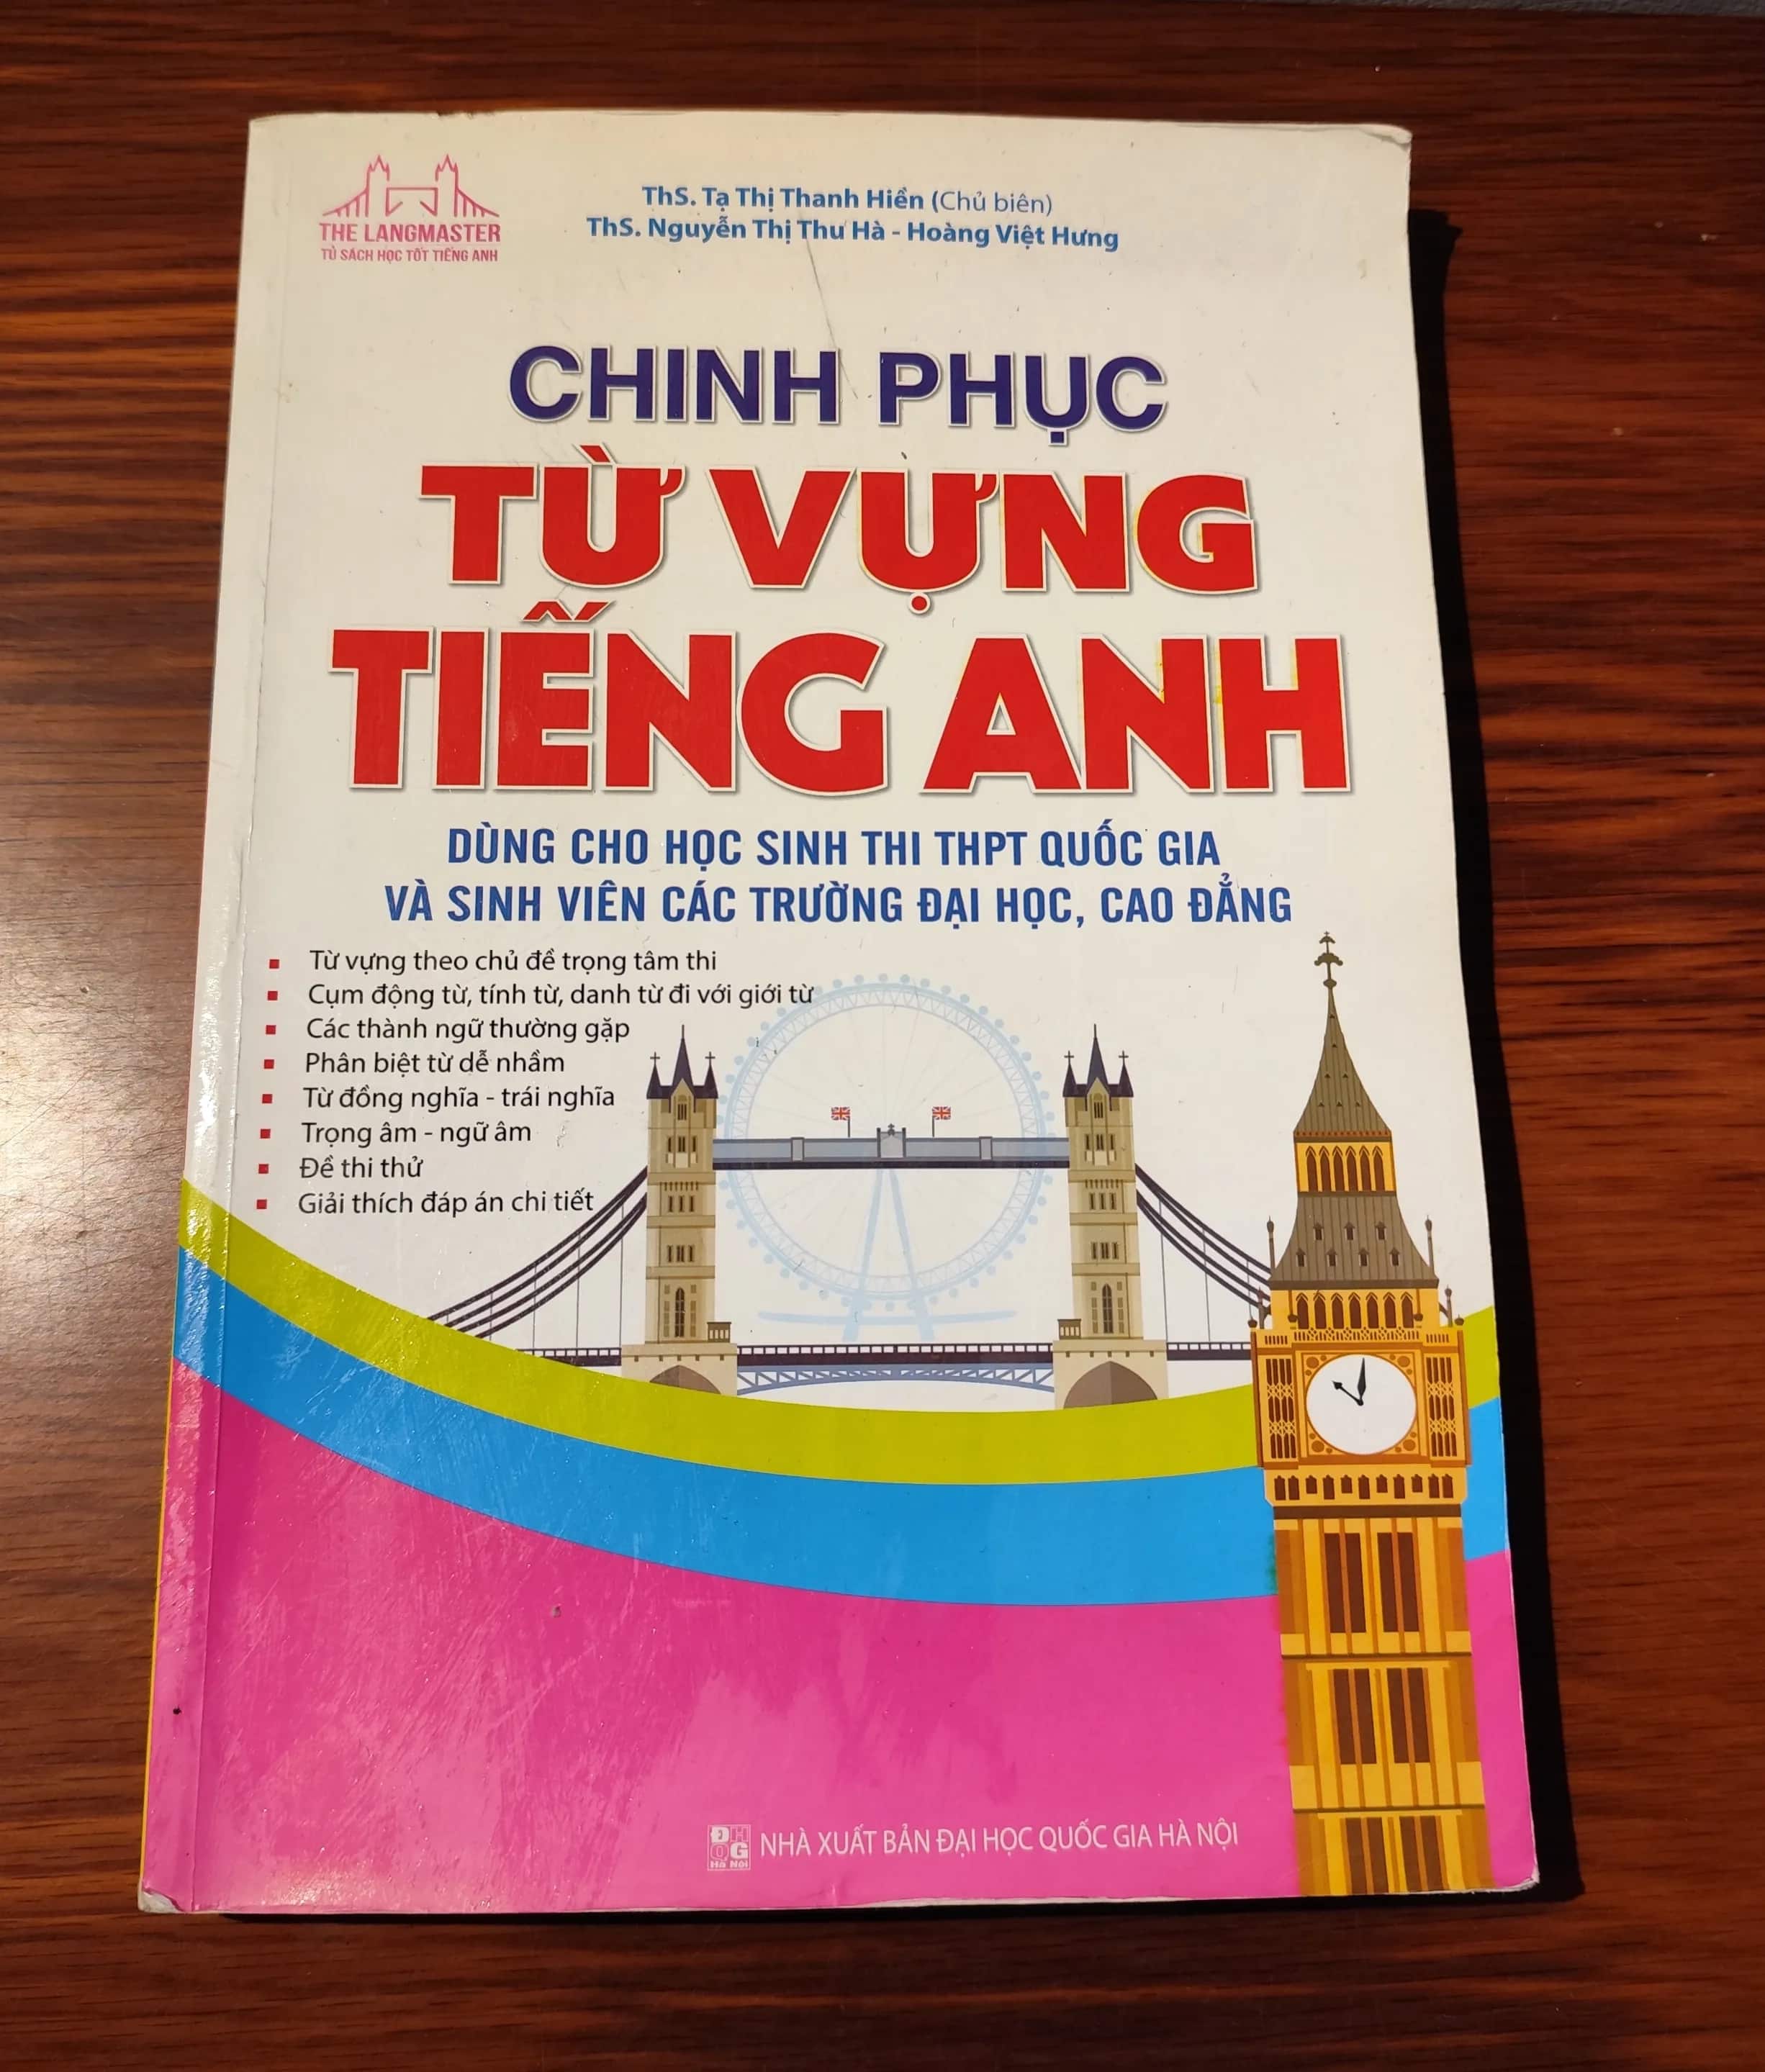 THE LANGMASTER
TỦ SÁCH HỌC TỐT TIẾNG ANH
ThS. Tạ Thị Thanh Hiền (Chủ biên)
ThS. Nguyễn Thị Thu Hà - Hoàng Việt Hưng
CHINH PHỤC
TỪ VỰNG
TIẾNG ANH
DÙNG CHO HỌC SINH THI THPT QUỐC GIA
VÀ SINH VIÊN CÁC TRƯỜNG ĐẠI HỌC, CAO ĐẲNG
Từ vựng theo chủ đề trọng tâm thi
Cụm động từ, tính từ, danh từ đi với giới từ
Các thành ngữ thường gặp
Phân biệt từ dễ nhầm
Từ đồng nghĩa - trái nghĩa
Trọng âm - ngữ âm
Đề thi thử
Giải thích đáp án chi tiết
ĐH
QG
HÀ NỘI
NHÀ XUẤT BẢN ĐẠI HỌC QUỐC GIA HÀ NỘI